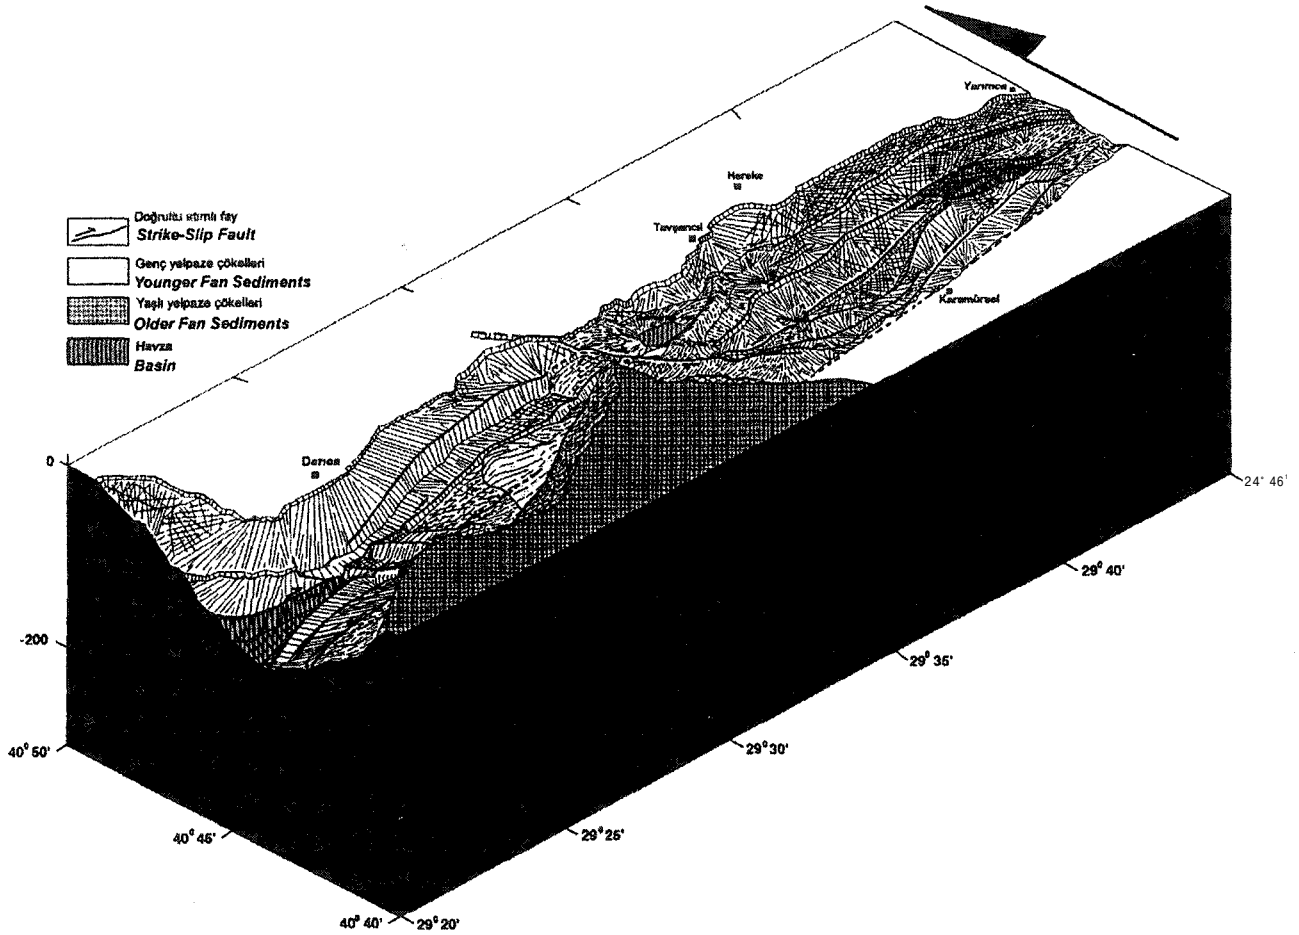 Yarımca
Hereke
Tavşancıl
Doğrultu atımlı fay
Strike-Slip Fault
Genç yelpaze çökelleri
Younger Fan Sediments
Yaşlı yelpaze çökelleri
Older Fan Sediments
Havza
Basin
Karamürsel
Darıca
0
-200
40° 50'
40° 45'
40° 40'
29° 20'
29° 25'
29° 30'
29° 35'
29° 40'
24° 46'